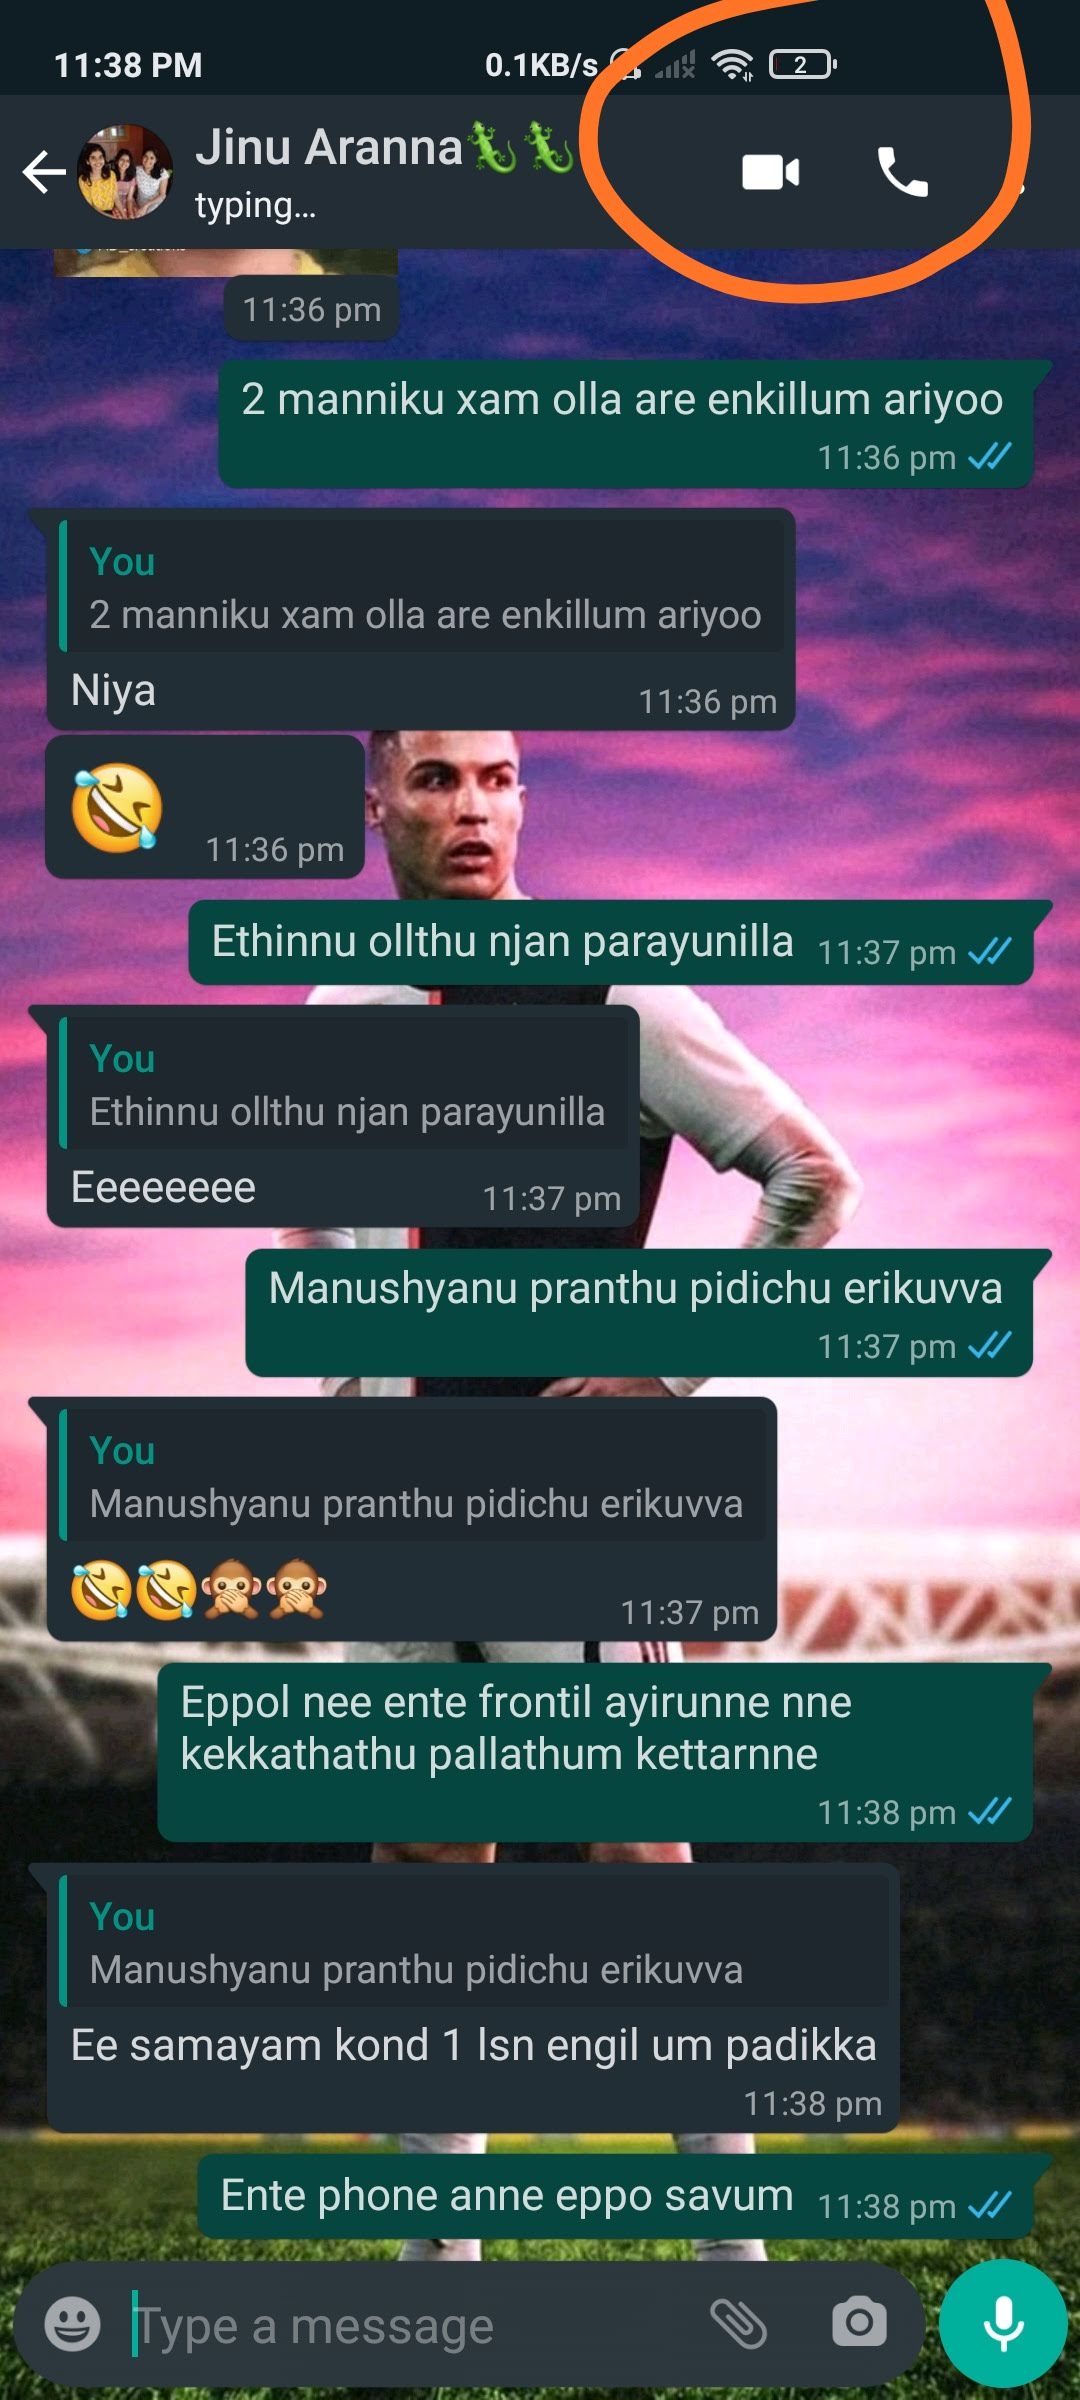 11:38 PM 0.1KB/s 2
Jinu Aranna🦎🦎
typing...
11:36 pm
2 manniku xam olla are enkillum ariyoo
11:36 pm
You
2 manniku xam olla are enkillum ariyoo
Niya 11:36 pm
🤣 11:36 pm
Ethinnu ollthu njan parayunilla 11:37 pm
You
Ethinnu ollthu njan parayunilla
Eeeeeeee 11:37 pm
Manushyanu pranthu pidichu erikuvva
11:37 pm
You
Manushyanu pranthu pidichu erikuvva
🤣🤣🙊🙊 11:37 pm
Eppol nee ente frontil ayirunne nne
kekkathathu pallathum kettarnne
11:38 pm
You
Manushyanu pranthu pidichu erikuvva
Ee samayam kond 1 lsn engil um padikka
11:38 pm
Ente phone anne eppo savum 11:38 pm
Type a message